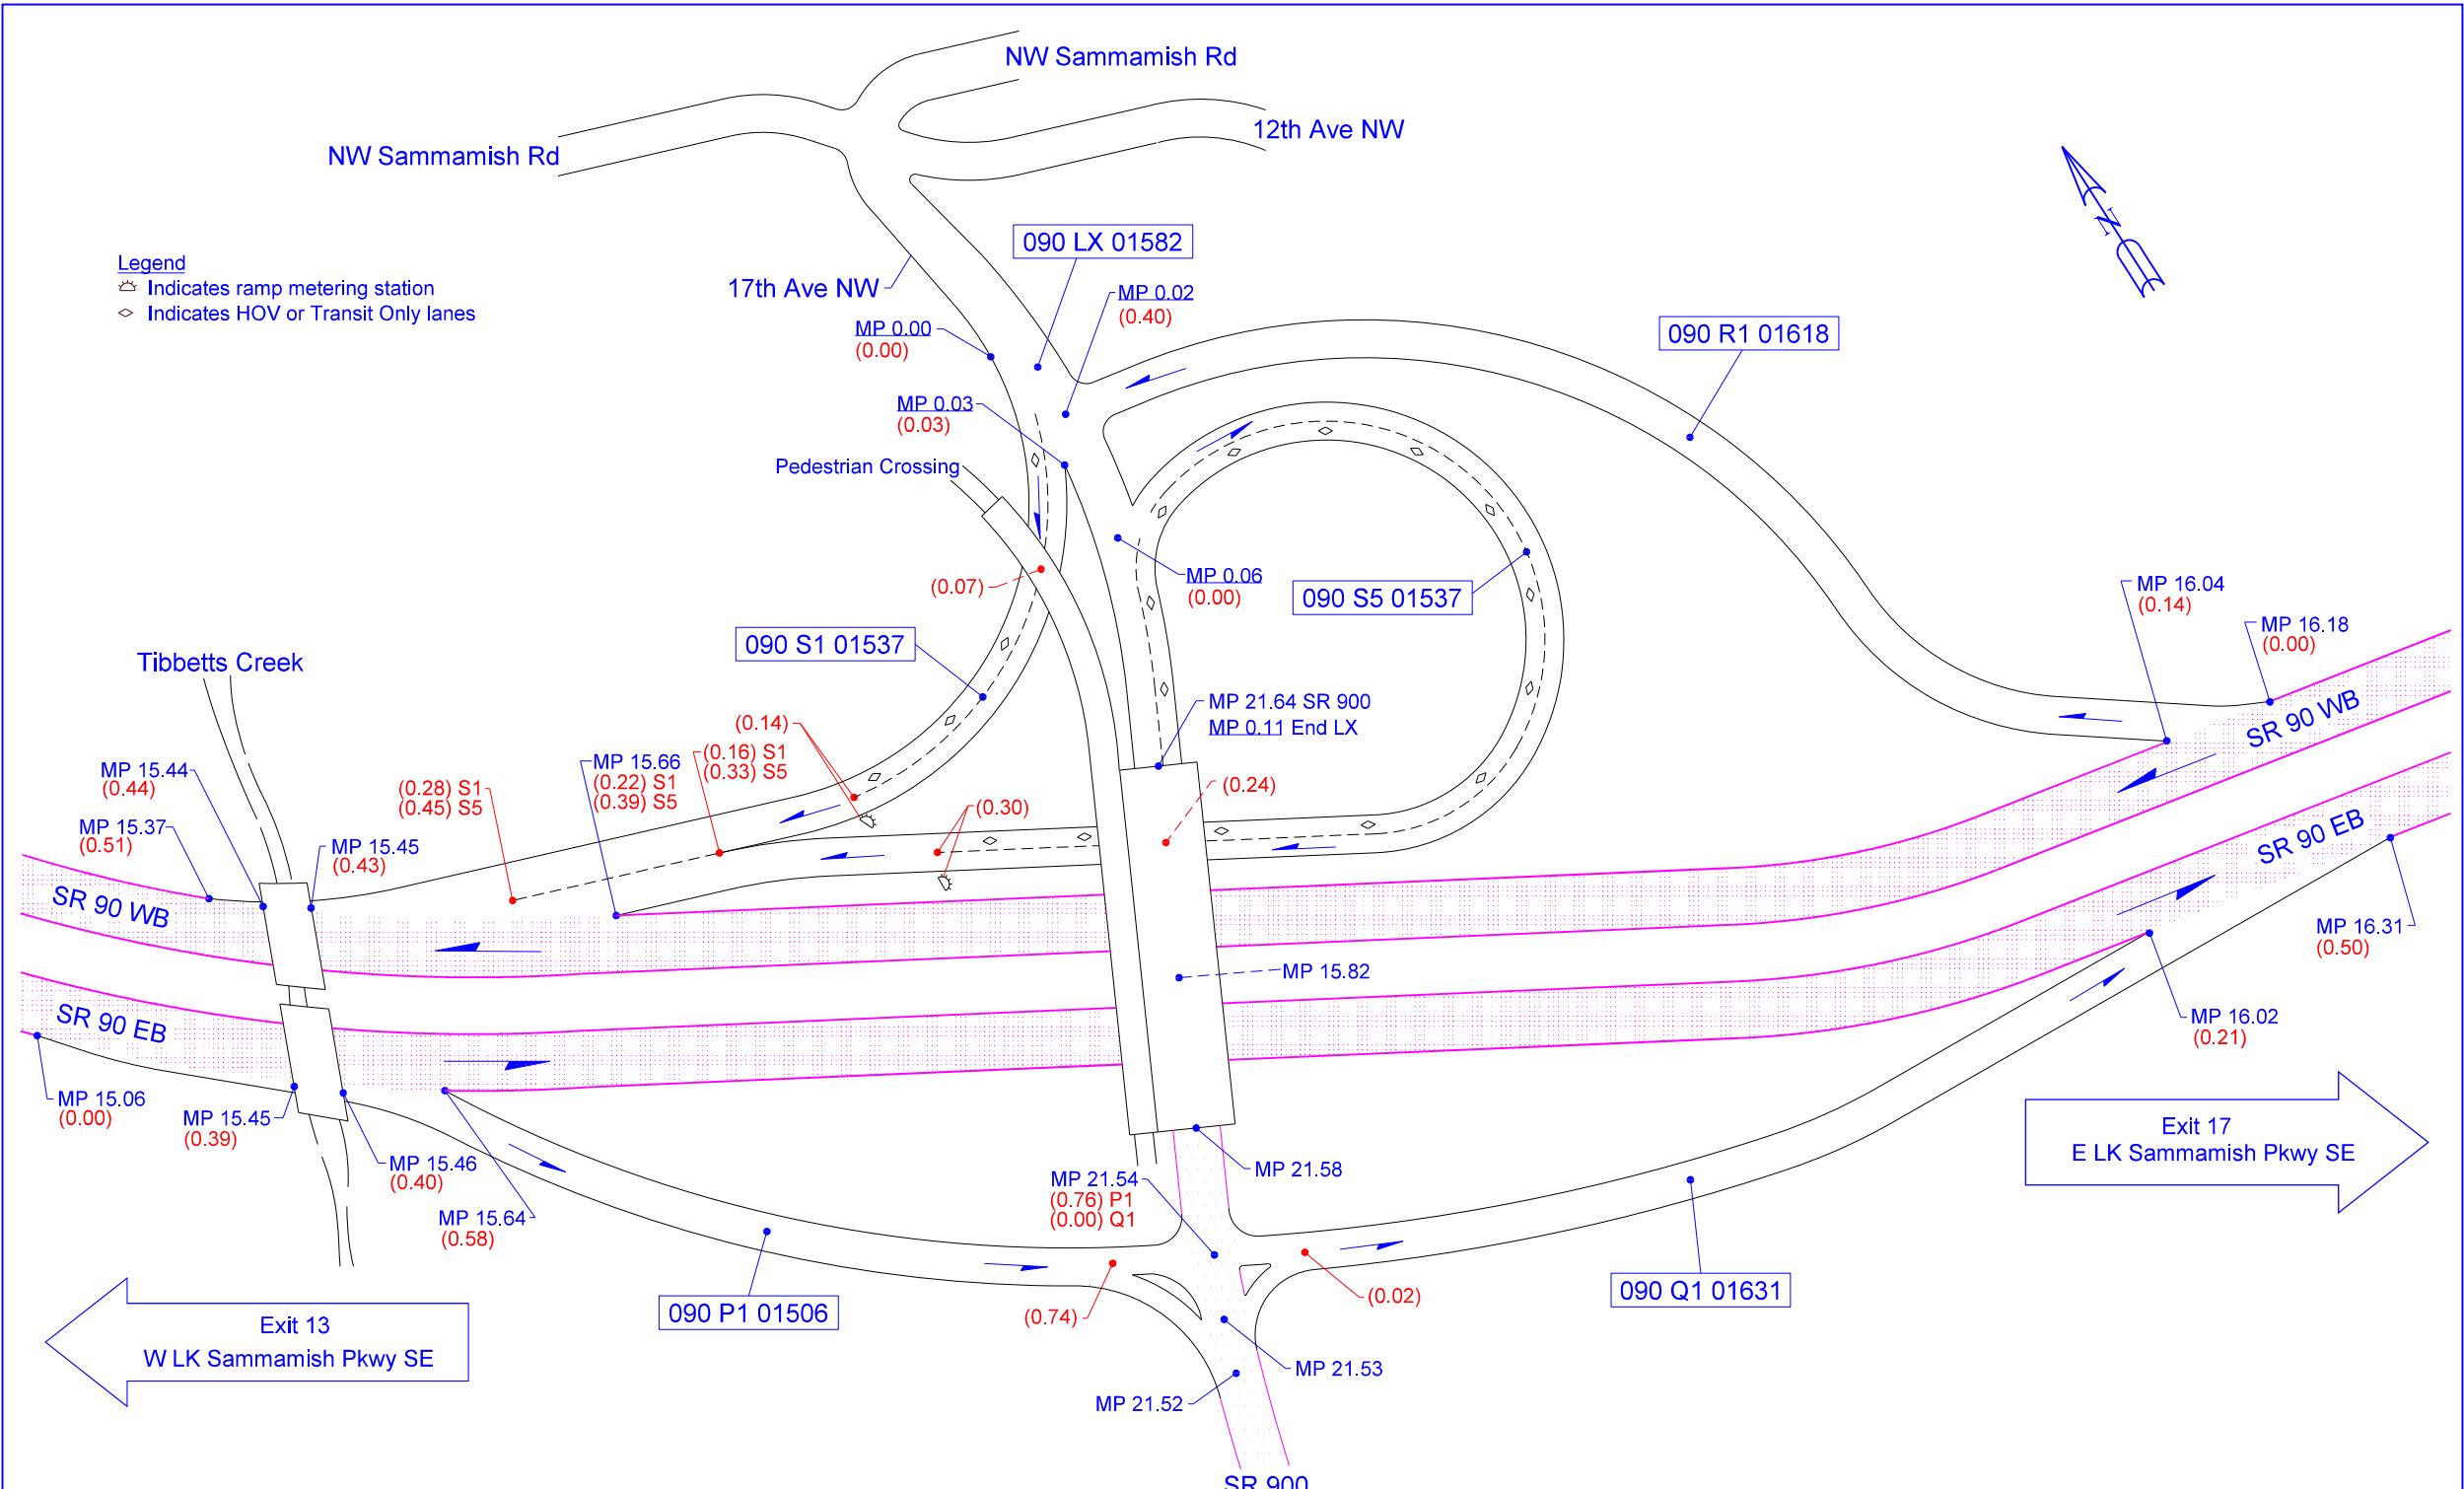 NW Sammamish Rd
12th Ave NW
NW Sammamish Rd
090 LX 01582
Legend
Indicates ramp metering station
Indicates HOV or Transit Only lanes
17th Ave NW
MP 0.02
(0.40)
MP 0.00
(0.00)
090 R1 01618
N
MP 0.03
(0.03)
Pedestrian Crossing
(0.07)
MP 0.06
(0.00)
090 S5 01537
MP 16.04
(0.14)
MP 16.18
(0.00)
090 S1 01537
Tibbetts Creek
MP 21.64 SR 900
MP 0.11 End LX
SR 90 WB
(0.14)
(0.16) S1
(0.33) S5
MP 15.66
(0.22) S1
(0.39) S5
MP 15.44
(0.44)
(0.28) S1
(0.45) S5
(0.24)
(0.30)
MP 15.37
(0.51)
MP 15.45
(0.43)
SR 90 EB
SR 90 WB
MP 16.31
(0.50)
MP 15.82
SR 90 EB
MP 16.02
(0.21)
MP 15.06
(0.00)
MP 15.45
(0.39)
MP 15.46
(0.40)
MP 15.64
(0.58)
MP 21.54
(0.76) P1
(0.00) Q1
MP 21.58
Exit 17
E LK Sammamish Pkwy SE
090 P1 01506
(0.74)
(0.02)
090 Q1 01631
Exit 13
W LK Sammamish Pkwy SE
MP 21.53
MP 21.52
SR 900